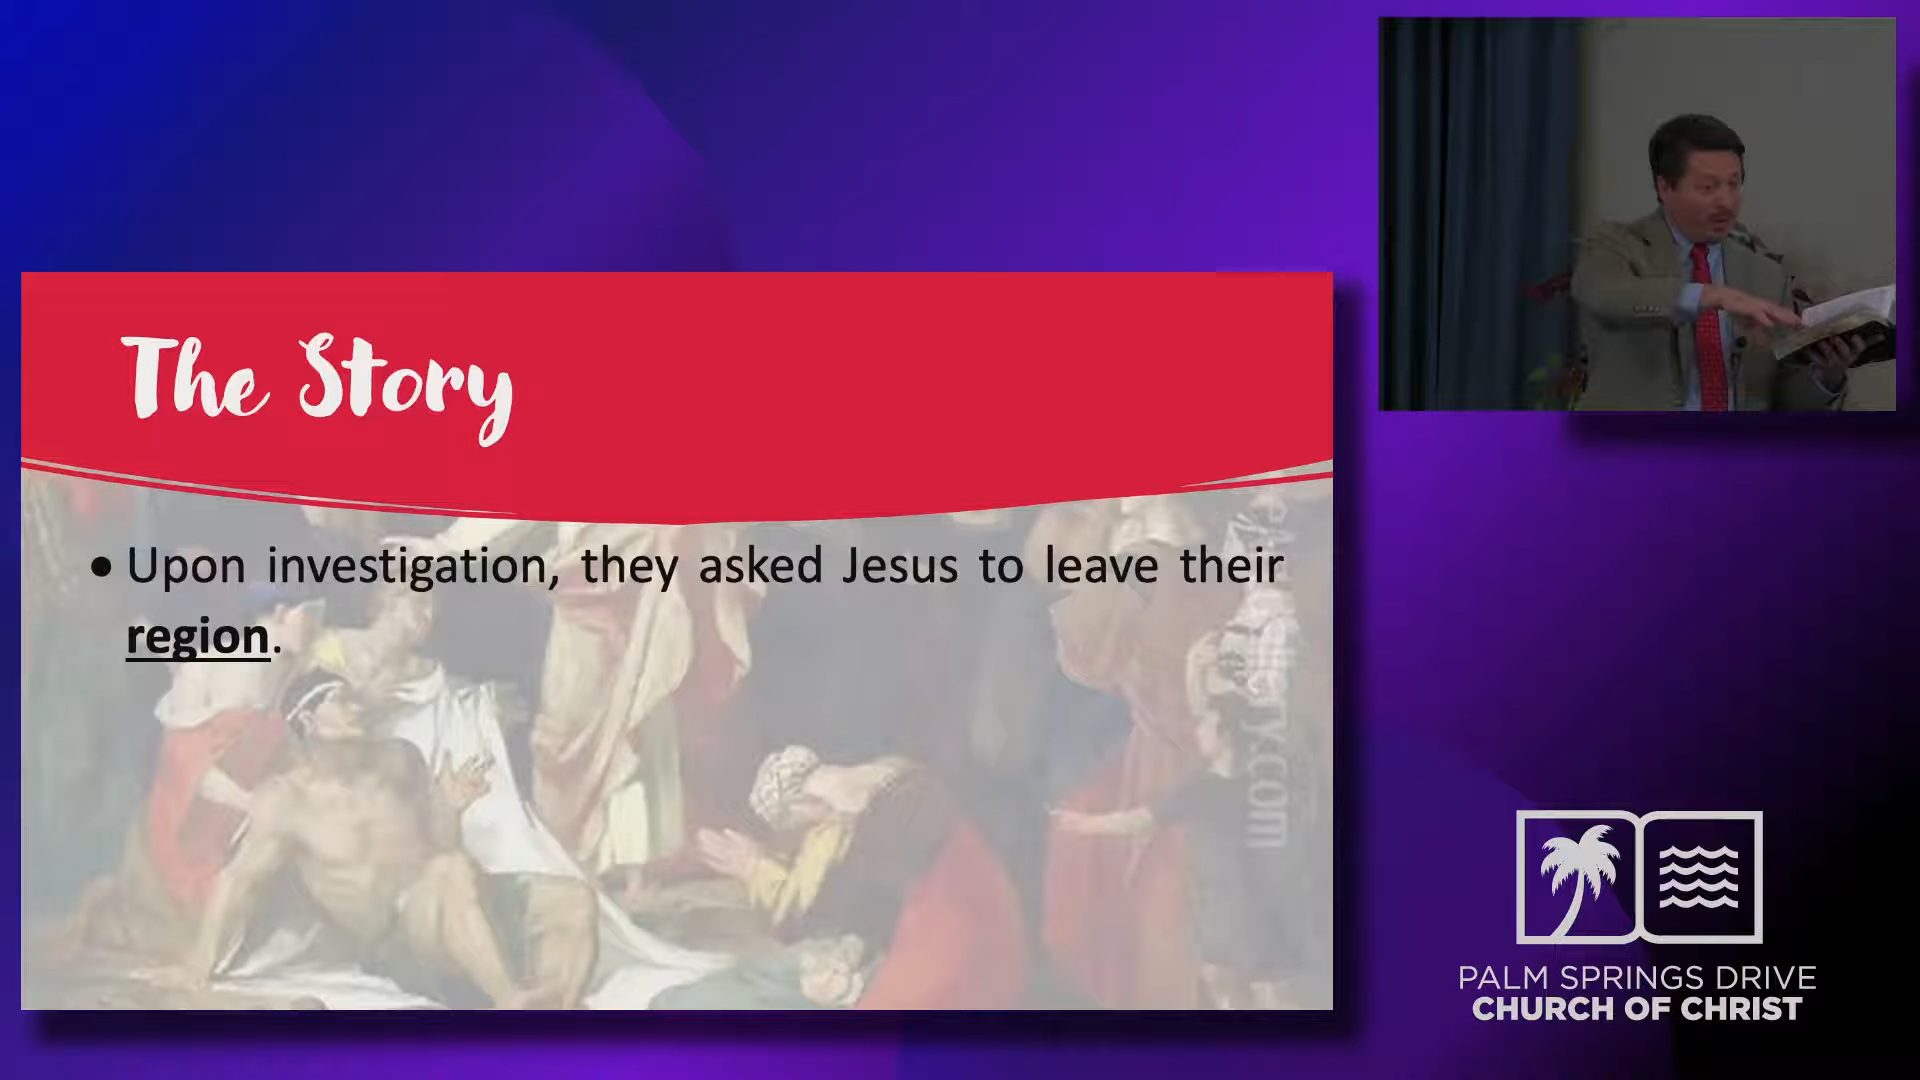 The Story
• Upon investigation, they asked Jesus to leave their
region.
PALM SPRINGS DRIVE
CHURCH OF CHRIST